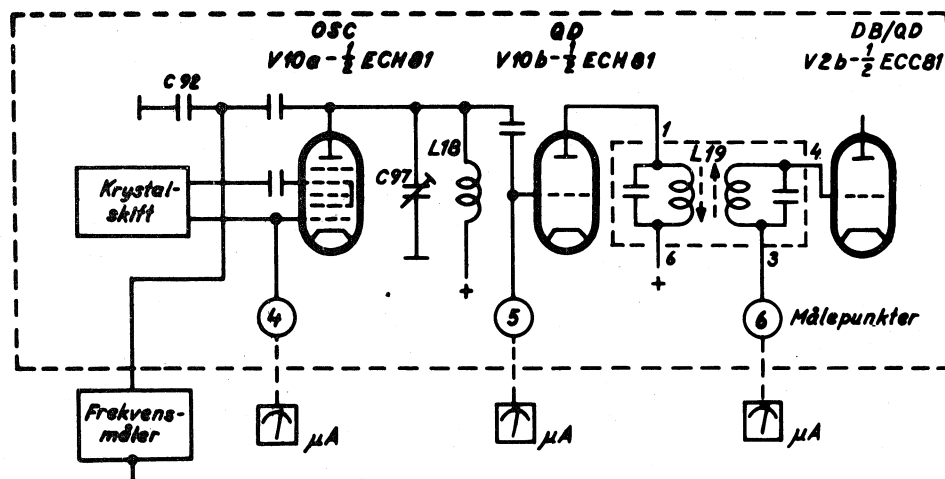 OSC
V10a - ½ ECH81
QD
V10b - ½ ECH81
DB/QD
V2b - ½ ECC81
C92
Krystal-
skift
C97
L18
+
1
L19
4
6
3
+
4
5
6
Målepunkter
Frekvens-
måler
µA
µA
µA